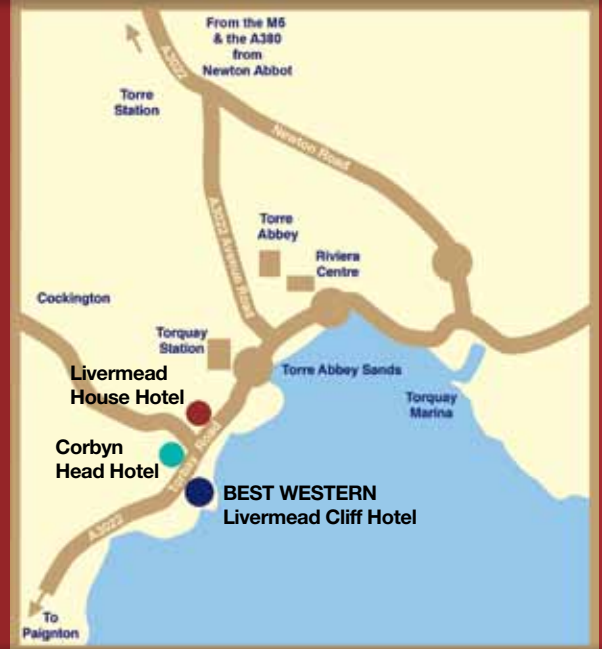 From the M5
& the A380
from
Newton Abbot
A3022
Torre
Station
Newton Road
A3022 Avenue Road
Torre
Abbey
Riviera
Centre
Cockington
Torquay
Station
Torre Abbey Sands
Livermead
House Hotel
Torquay
Marina
Torbay Road
Corbyn
Head Hotel
BEST WESTERN
Livermead Cliff Hotel
A3022
To
Paignton